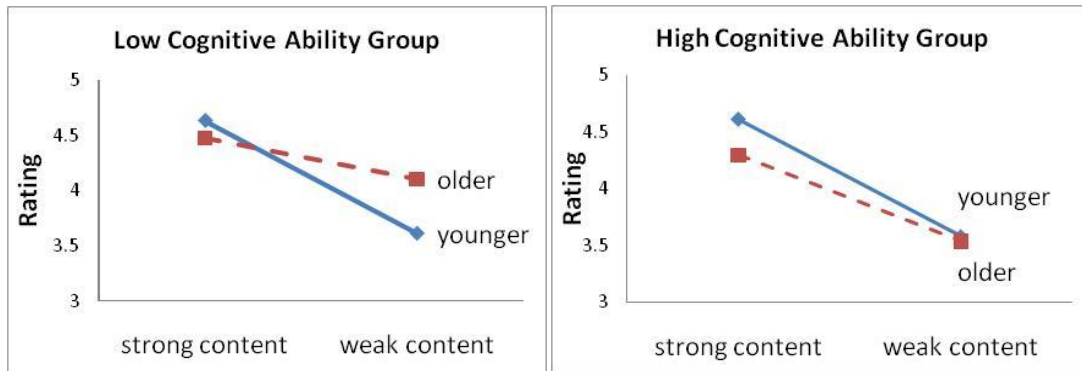 Low Cognitive Ability Group
5
4.5
4
3.5
3
Rating
older
younger
strong content weak content
High Cognitive Ability Group
5
4.5
4
3.5
3
Rating
younger
older
strong content weak content